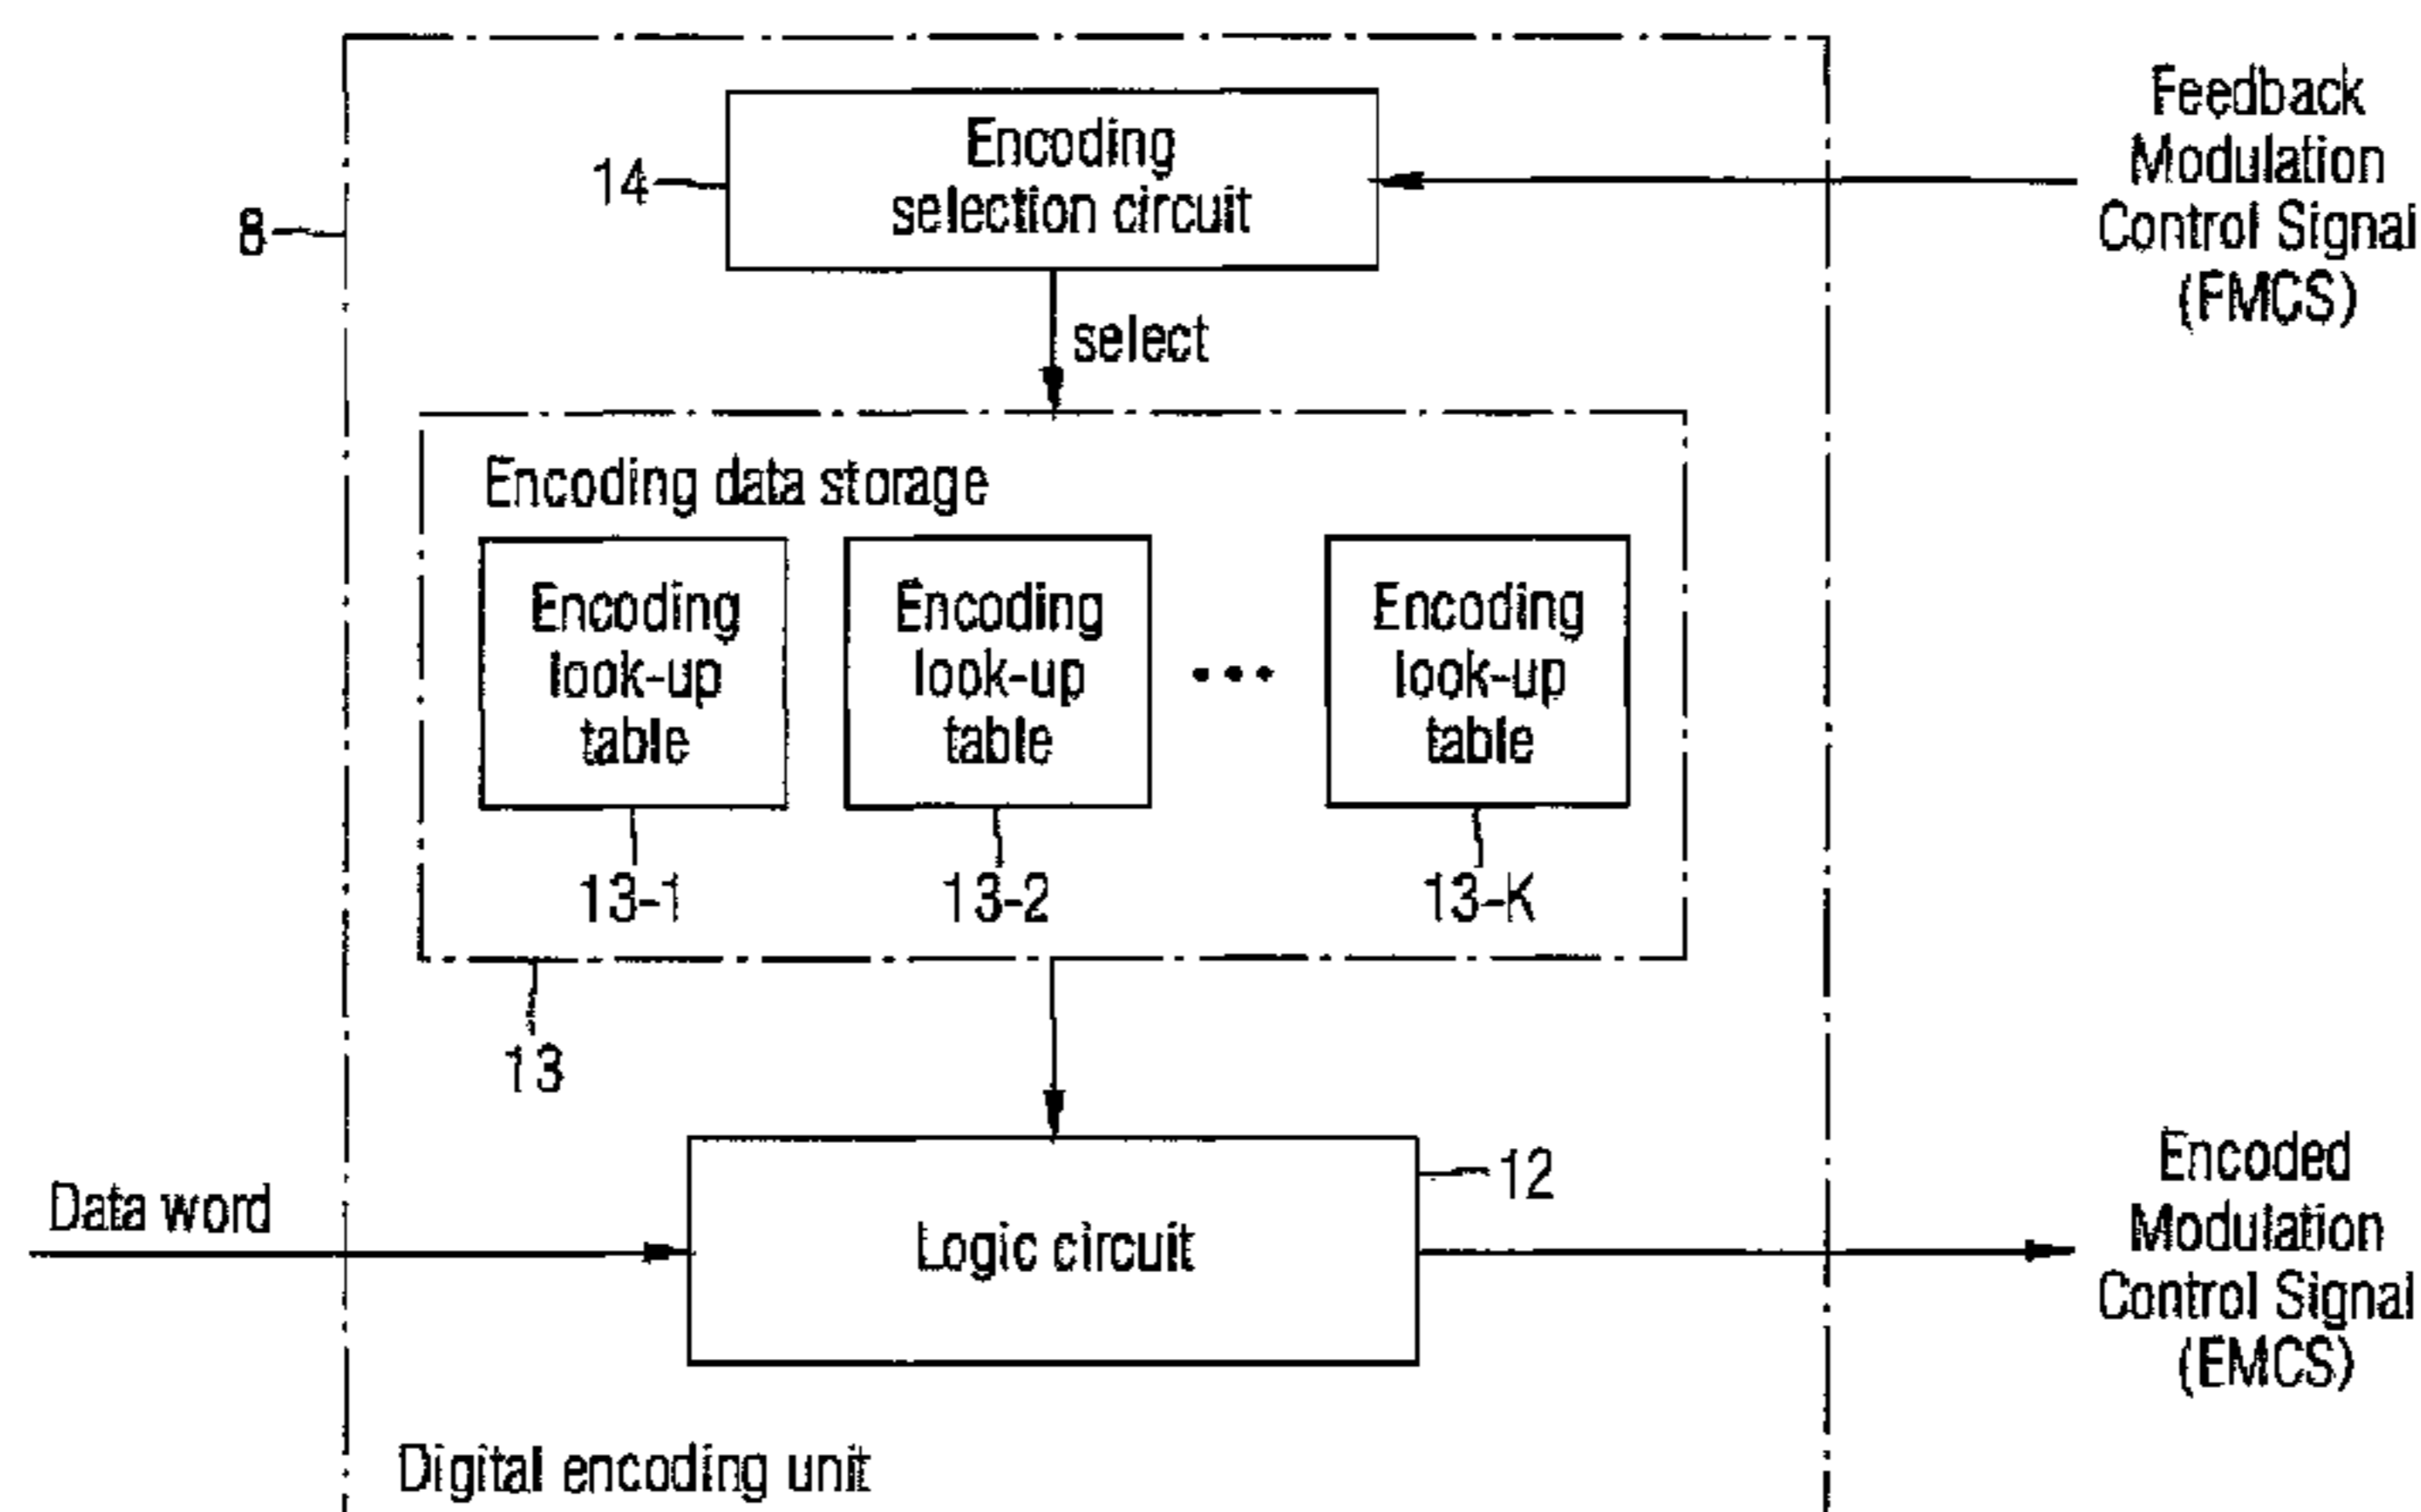 Feedback
Modulation
Control Signal
(FMCS)
Encoding
selection circuit
14
8
select
Encoding data storage
Encoding
look-up
table
Encoding
look-up
table
...
Encoding
look-up
table
13-1
13-2
13-K
13
12
Data word
Logic circuit
Encoded
Modulation
Control Signal
(EMCS)
Digital encoding unit